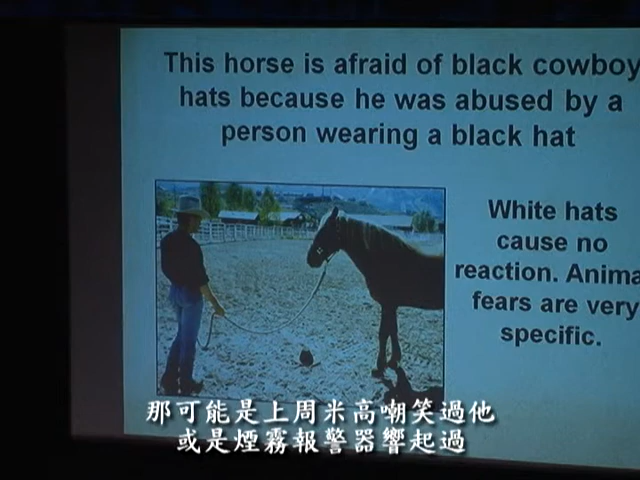 This horse is afraid of black cowboy
hats because he was abused by a
person wearing a black hat
White hats
cause no
reaction. Anima
fears are very
specific.
那可能是上周米高嘲笑過他
或是煙霧報警器響起過